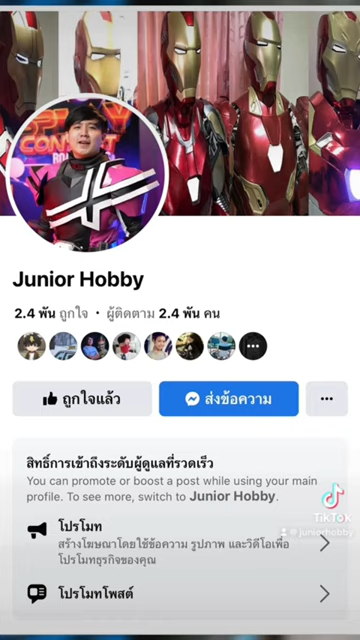 Junior Hobby
2.4 พัน ถูกใจ • ผู้ติดตาม 2.4 พัน คน
ถูกใจแล้ว
ส่งข้อความ
สิทธิ์การเข้าถึงระดับผู้ดูแลที่รวดเร็ว
You can promote or boost a post while using your main
profile. To see more, switch to Junior Hobby.
โปรโมท
สร้างโฆษณาโดยใช้ข้อความ รูปภาพ และวิดีโอเพื่อ
โปรโมทธุรกิจของคุณ
โปรโมทโพสต์
TikTok
@juniorhobby